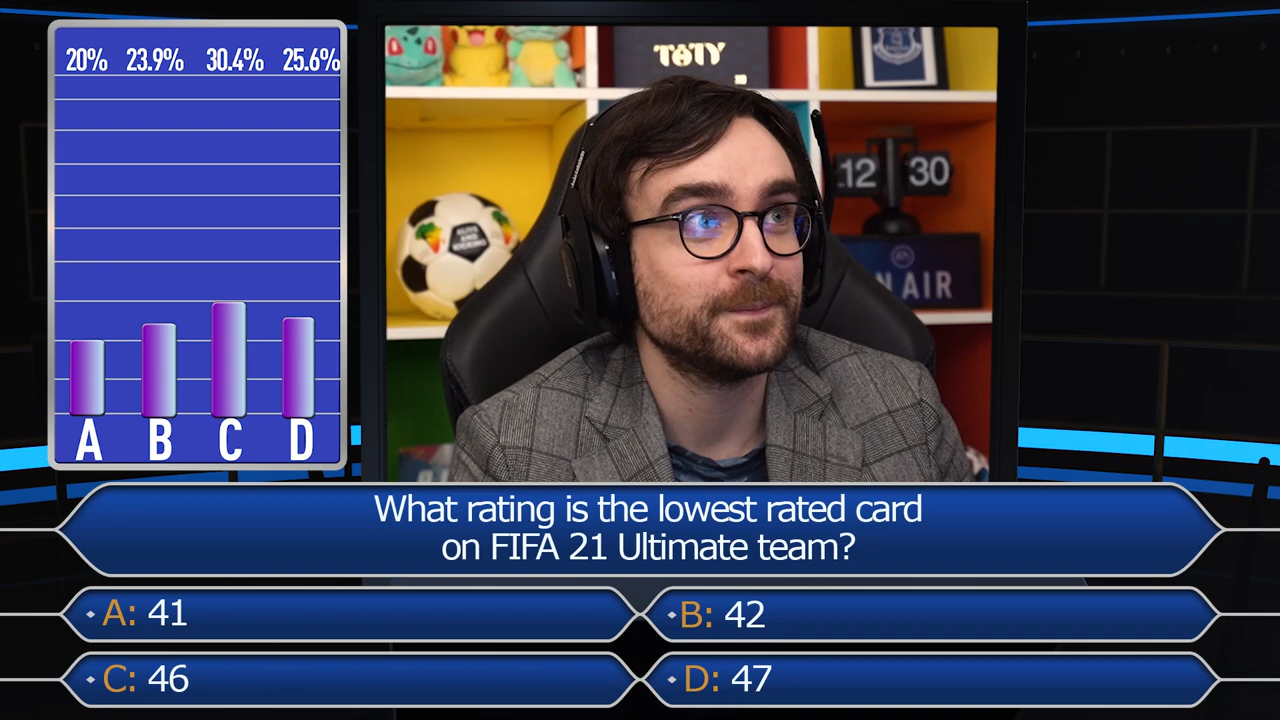 20% 23.9% 30.4% 25.6%
TOTY
12 30
N AIR
A B C D
What rating is the lowest rated card
on FIFA 21 Ultimate team?
A: 41
B: 42
C: 46
D: 47